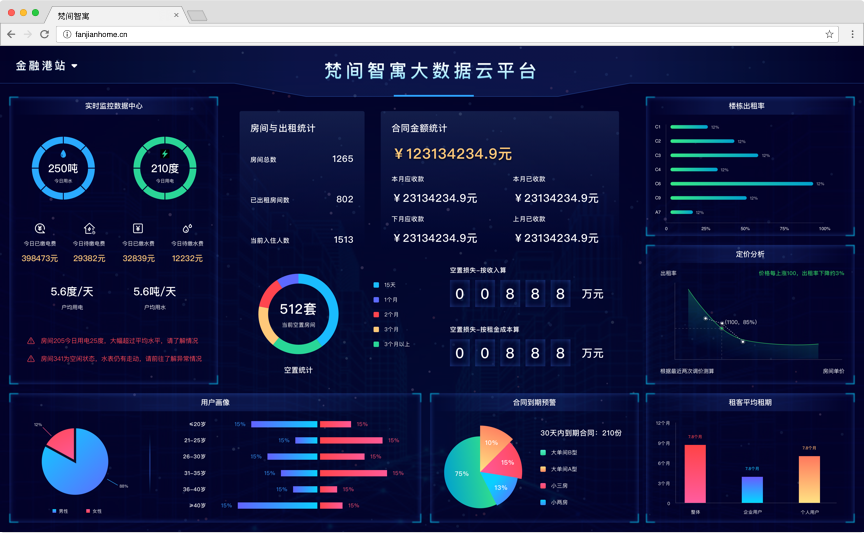 梵间智寓
fanjianhome.cn
金融港站
梵间智寓大数据云平台
实时监控数据中心
250吨
今日用水
210度
今日用电
今日已缴电费
今日待缴电费
今日已缴水费
今日待缴水费
398473元
29382元
32839元
12232元
5.6度/天
5.6吨/天
户均用电
户均用水
房间205今日用电25度，大幅超过平均水平，请了解情况
房间341为空闲状态，水表仍有走动，请前往了解异常情况
房间与出租统计
房间总数
1265
已出租房间数
802
当前入住人数
1513
512套
当前空置房间
空置统计
15天
1个月
2个月
3个月
3个月以上
合同金额统计
￥123134234.9元
本月应收款
本月已收款
￥23134234.9元
￥23134234.9元
下月应收款
上月已收款
￥23134234.9元
￥23134234.9元
空置损失-按收入算
0 0 8 8 8 万元
空置损失-按租金成本算
0 0 8 8 8 万元
楼栋出租率
C1
12%
C2
12%
C3
12%
C4
12%
C6
93%
C9
12%
A7
12%
0
25%
50%
75%
100%
定价分析
出租率
价格每上涨100，出租率下降约3%
(1100, 85%)
根据最近两次调价测算
房间单价
用户画像
12%
88%
男性
女性
≤20岁
15%
15%
21-25岁
15%
15%
26-30岁
15%
15%
31-35岁
15%
15%
36-40岁
15%
15%
≥40岁
15%
15%
合同到期预警
75%
10%
15%
13%
30天内到期合同：210份
大单间B型
大单间A型
小三房
小两房
租客平均租期
12个月
9个月
6个月
3个月
0
7.8个月
7.8个月
7.8个月
整体
企业用户
个人用户